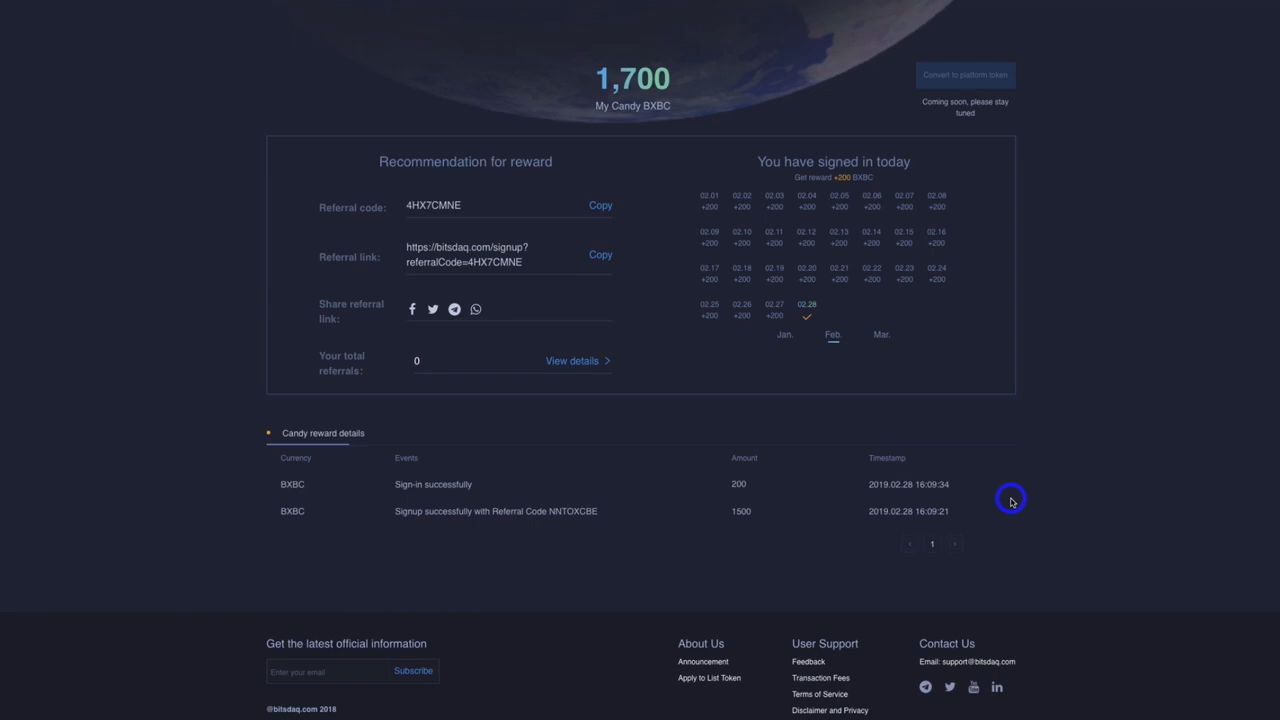 1,700
My Candy BXBC
Convert to platform token
Coming soon, please stay
tuned
Recommendation for reward
Referral code:
4HX7CMNE
Copy
Referral link:
https://bitsdaq.com/signup?
referralCode=4HX7CMNE
Copy
Share referral
link:
Your total
referrals:
0
View details
You have signed in today
Get reward +200 BXBC
02.01 02.02 02.03 02.04 02.05 02.06 02.07 02.08
+200 +200 +200 +200 +200 +200 +200 +200
02.09 02.10 02.11 02.12 02.13 02.14 02.15 02.16
+200 +200 +200 +200 +200 +200 +200 +200
02.17 02.18 02.19 02.20 02.21 02.22 02.23 02.24
+200 +200 +200 +200 +200 +200 +200 +200
02.25 02.26 02.27 02.28
+200 +200 +200
Jan. Feb. Mar.
Candy reward details
Currency Events Amount Timestamp
BXBC Sign-in successfully 200 2019.02.28 16:09:34
BXBC Signup successfully with Referral Code NNTOXCBE 1500 2019.02.28 16:09:21
1
Get the latest official information
Enter your email
Subscribe
@bitsdaq.com 2018
About Us
Announcement
Apply to List Token
User Support
Feedback
Transaction Fees
Terms of Service
Disclaimer and Privacy
Contact Us
Email: support@bitsdaq.com